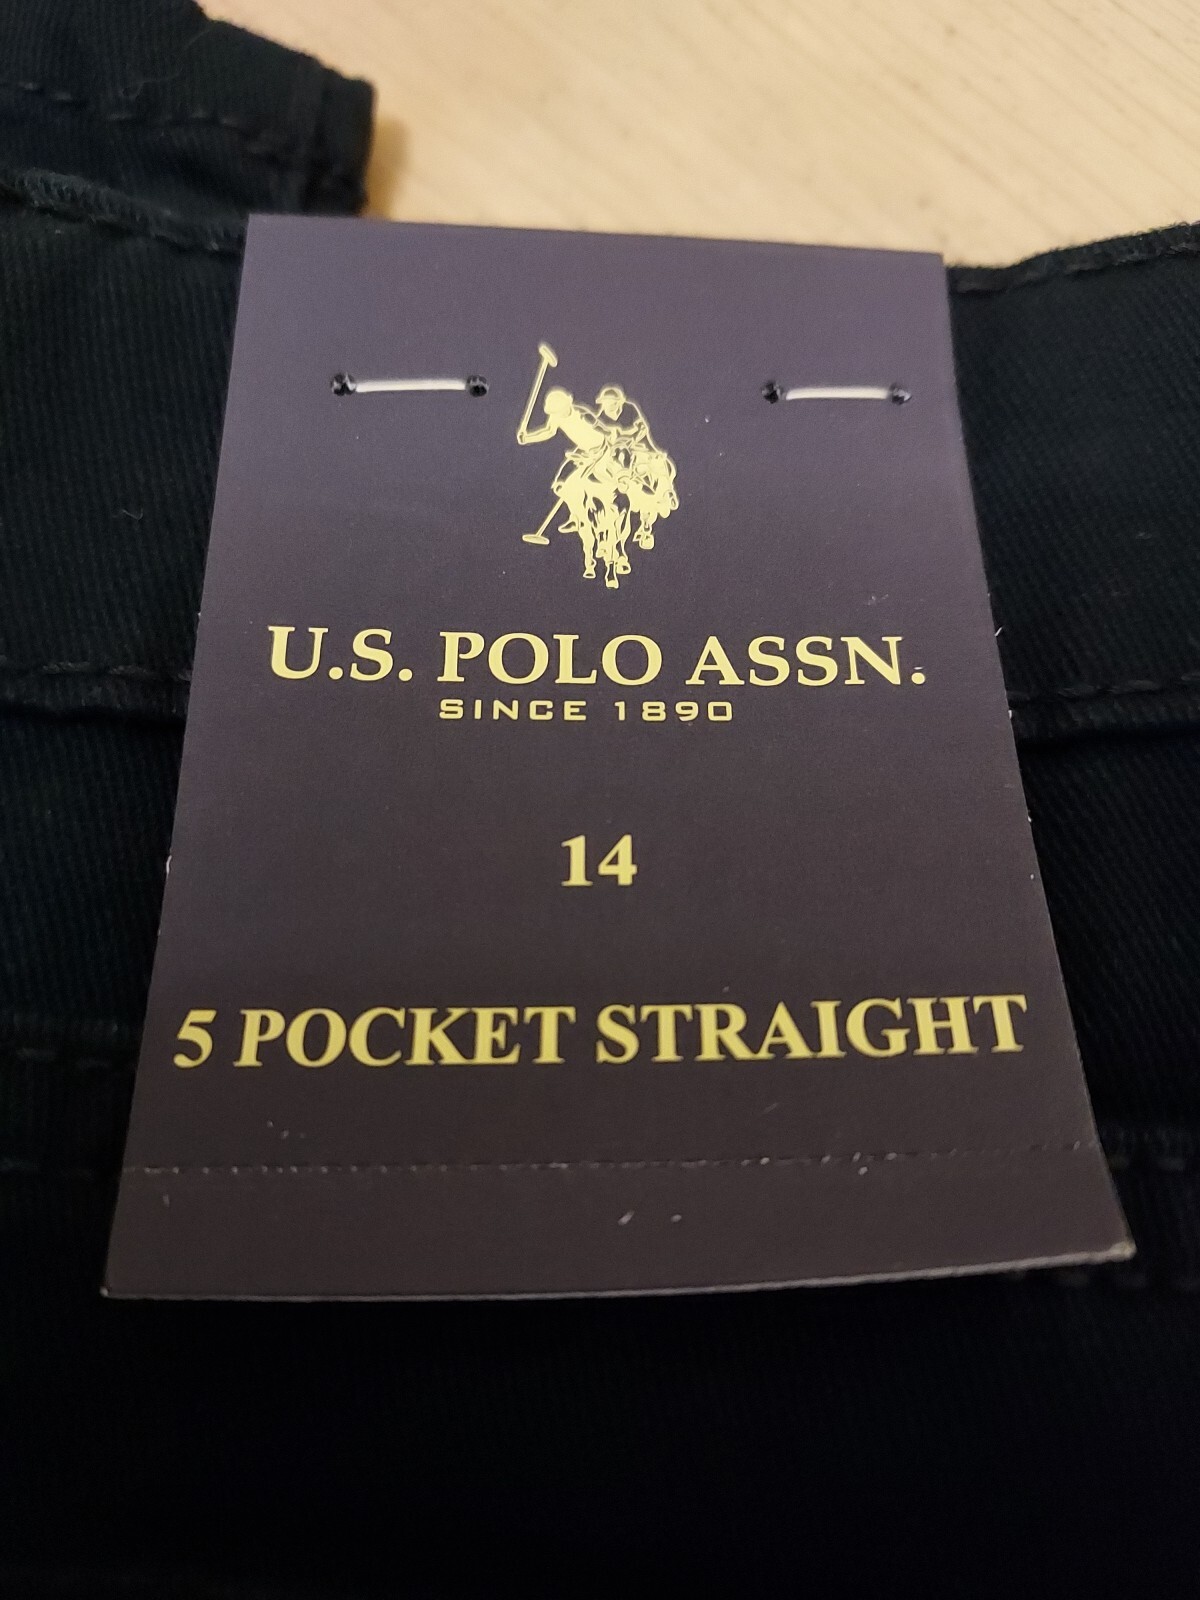 U.S. POLO ASSN.
SINCE 1890
14
5 POCKET STRAIGHT